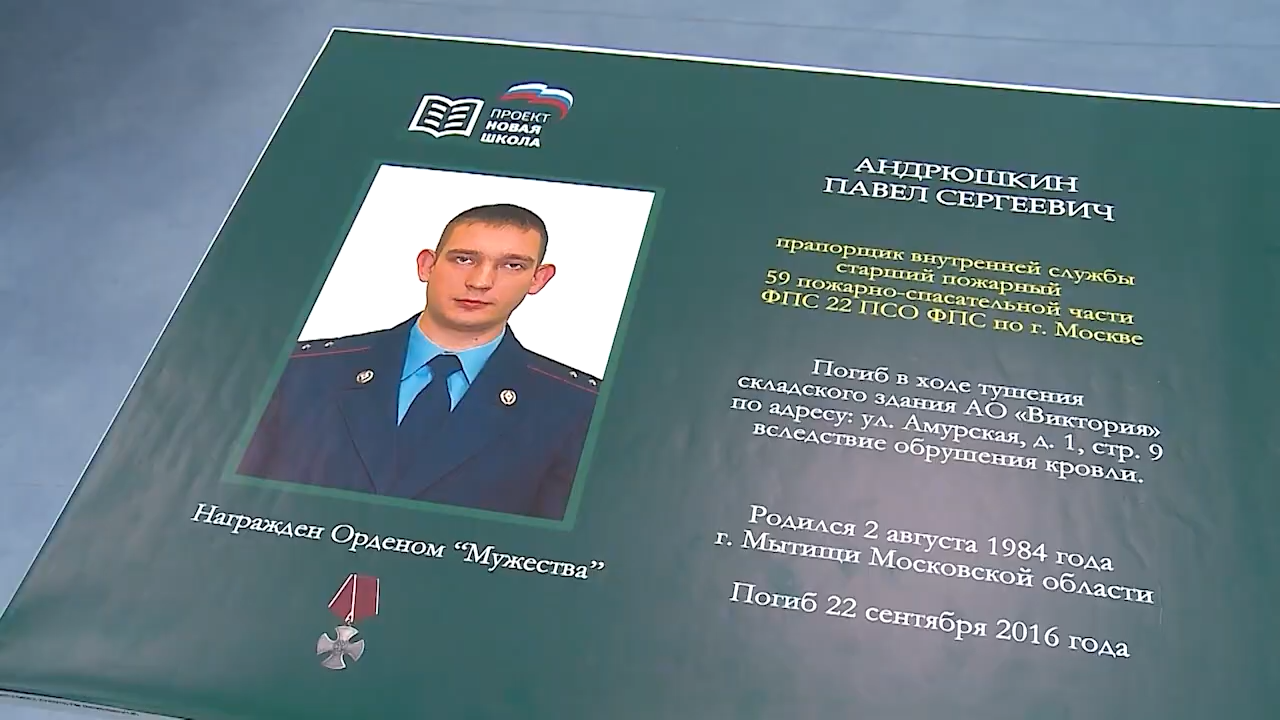 ПРОЕКТ
НОВАЯ
ШКОЛА
Награжден Орденом “Мужества”
АНДРЮШКИН
ПАВЕЛ СЕРГЕЕВИЧ
прапорщик внутренней службы
старший пожарный
59 пожарно-спасательной части
ФПС 22 ПСО ФПС по г. Москве
Погиб в ходе тушения
складского здания АО «Виктория»
по адресу: ул. Амурская, д. 1, стр. 9
вследствие обрушения кровли.
Родился 2 августа 1984 года
г. Мытищи Московской области
Погиб 22 сентября 2016 года